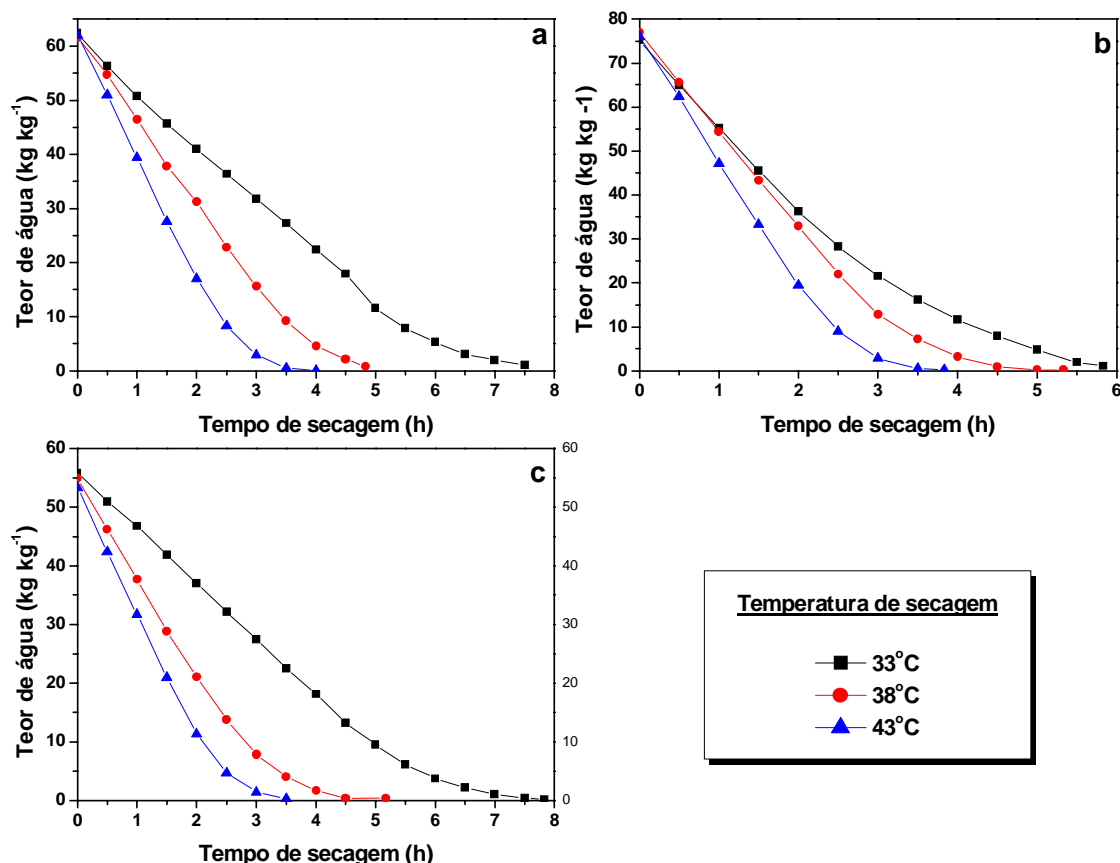 a
Teor de água (kg kg-1)
60
50
40
30
20
10
0
0 1 2 3 4 5 6 7 8
Tempo de secagem (h)
b
Teor de água (kg kg -1)
80
70
60
50
40
30
20
10
0
0 1 2 3 4 5 6
Tempo de secagem (h)
c
Teor de água (kg kg-1)
60
50
40
30
20
10
0
60
50
40
30
20
10
0
0 1 2 3 4 5 6 7 8
Tempo de secagem (h)
Temperatura de secagem
33°C
38°C
43°C